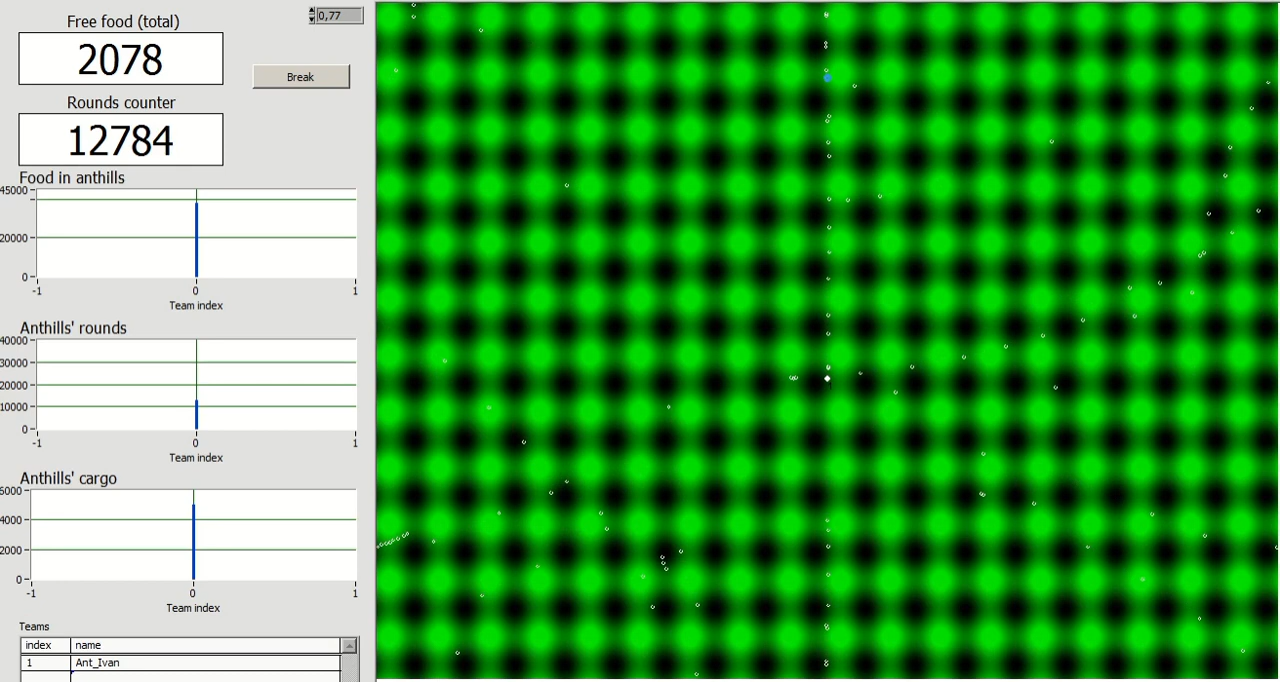 Free food (total)
0,77
2078
Break
Rounds counter
12784
Food in anthills
45000
20000
0
-1 0 1
Team index
Anthills' rounds
40000
30000
20000
10000
0
-1 0 1
Team index
Anthills' cargo
6000
4000
2000
0
-1 0 1
Team index
Teams
index name
1 Ant_Ivan